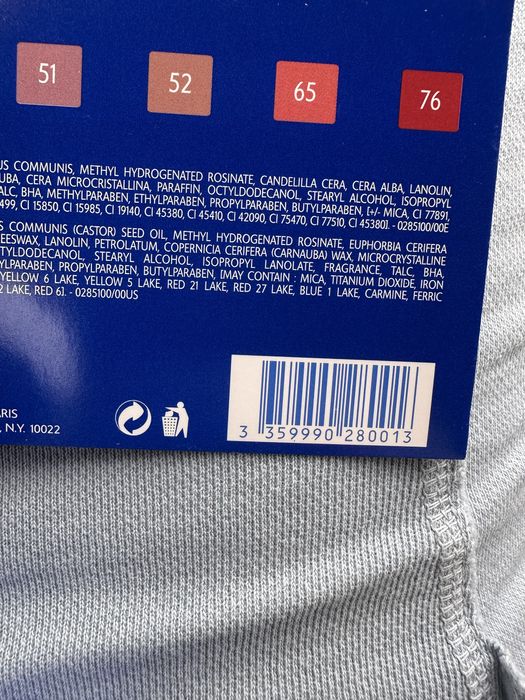 51
52
65
76
US COMMUNIS, METHYL HYDROGENATED ROSINATE, CANDELILLA CERA, CERA ALBA, LANOLIN,
UBA, CERA MICROCRISTALLINA, PARAFFIN, OCTYLDODECANOL, STEARYL ALCOHOL, ISOPROPYL
ALC, BHA, METHYLPARABEN, ETHYLPARABEN, PROPYLPARABEN, BUTYLPARABEN, [+/- MICA, CI 77891,
499, CI 15850, CI 15985, CI 19140, CI 45380, CI 45410, CI 42090, CI 75470, CI 77510, CI 45380]. - 0285100/00E
S COMMUNIS (CASTOR) SEED OIL, METHYL HYDROGENATED ROSINATE, EUPHORBIA CERIFERA
EESWAX, LANOLIN, PETROLATUM, COPERNICA CERIFERA (CARNAUBA) WAX, MICROCRYSTALLINE
TYLDODECANOL, STEARYL ALCOHOL, ISOPROPYL LANOLATE, FRAGRANCE, TALC, BHA,
YLPARABEN, PROPYLPARABEN, BUTYLPARABEN, [MAY CONTAIN : MICA, TITANIUM DIOXIDE, IRON
YELLOW 6 LAKE, YELLOW 5 LAKE, RED 21 LAKE, RED 27 LAKE, BLUE 1 LAKE, CARMINE, FERRIC
2 LAKE, RED 6]. - 0285100/00US
ARIS
, N.Y. 10022
3 359990 280013